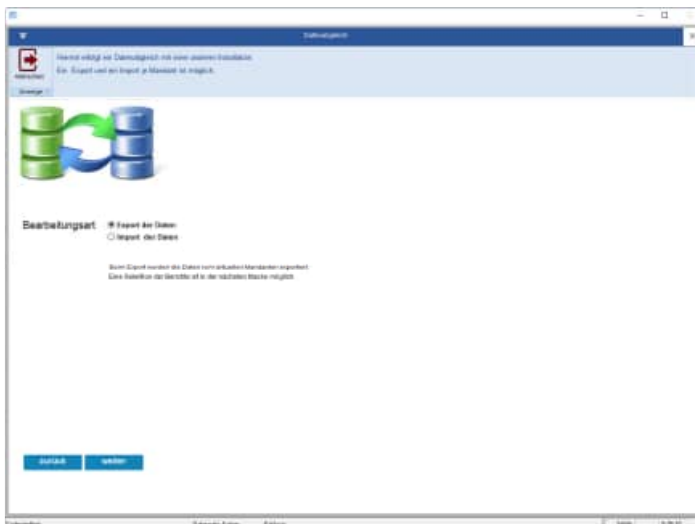 Datenabgleich
Hiermit erfolgt ein Datenabgleich mit einer anderen Installation.
Ein Export und ein Import je Mandant ist möglich.
Anzeige
Bearbeitungsart
Export der Daten
Import der Daten
Beim Export werden die Daten vom aktuellen Mandanten exportiert.
Eine Selektion der Berichte ist in der nächsten Maske möglich.
zurück
weiter